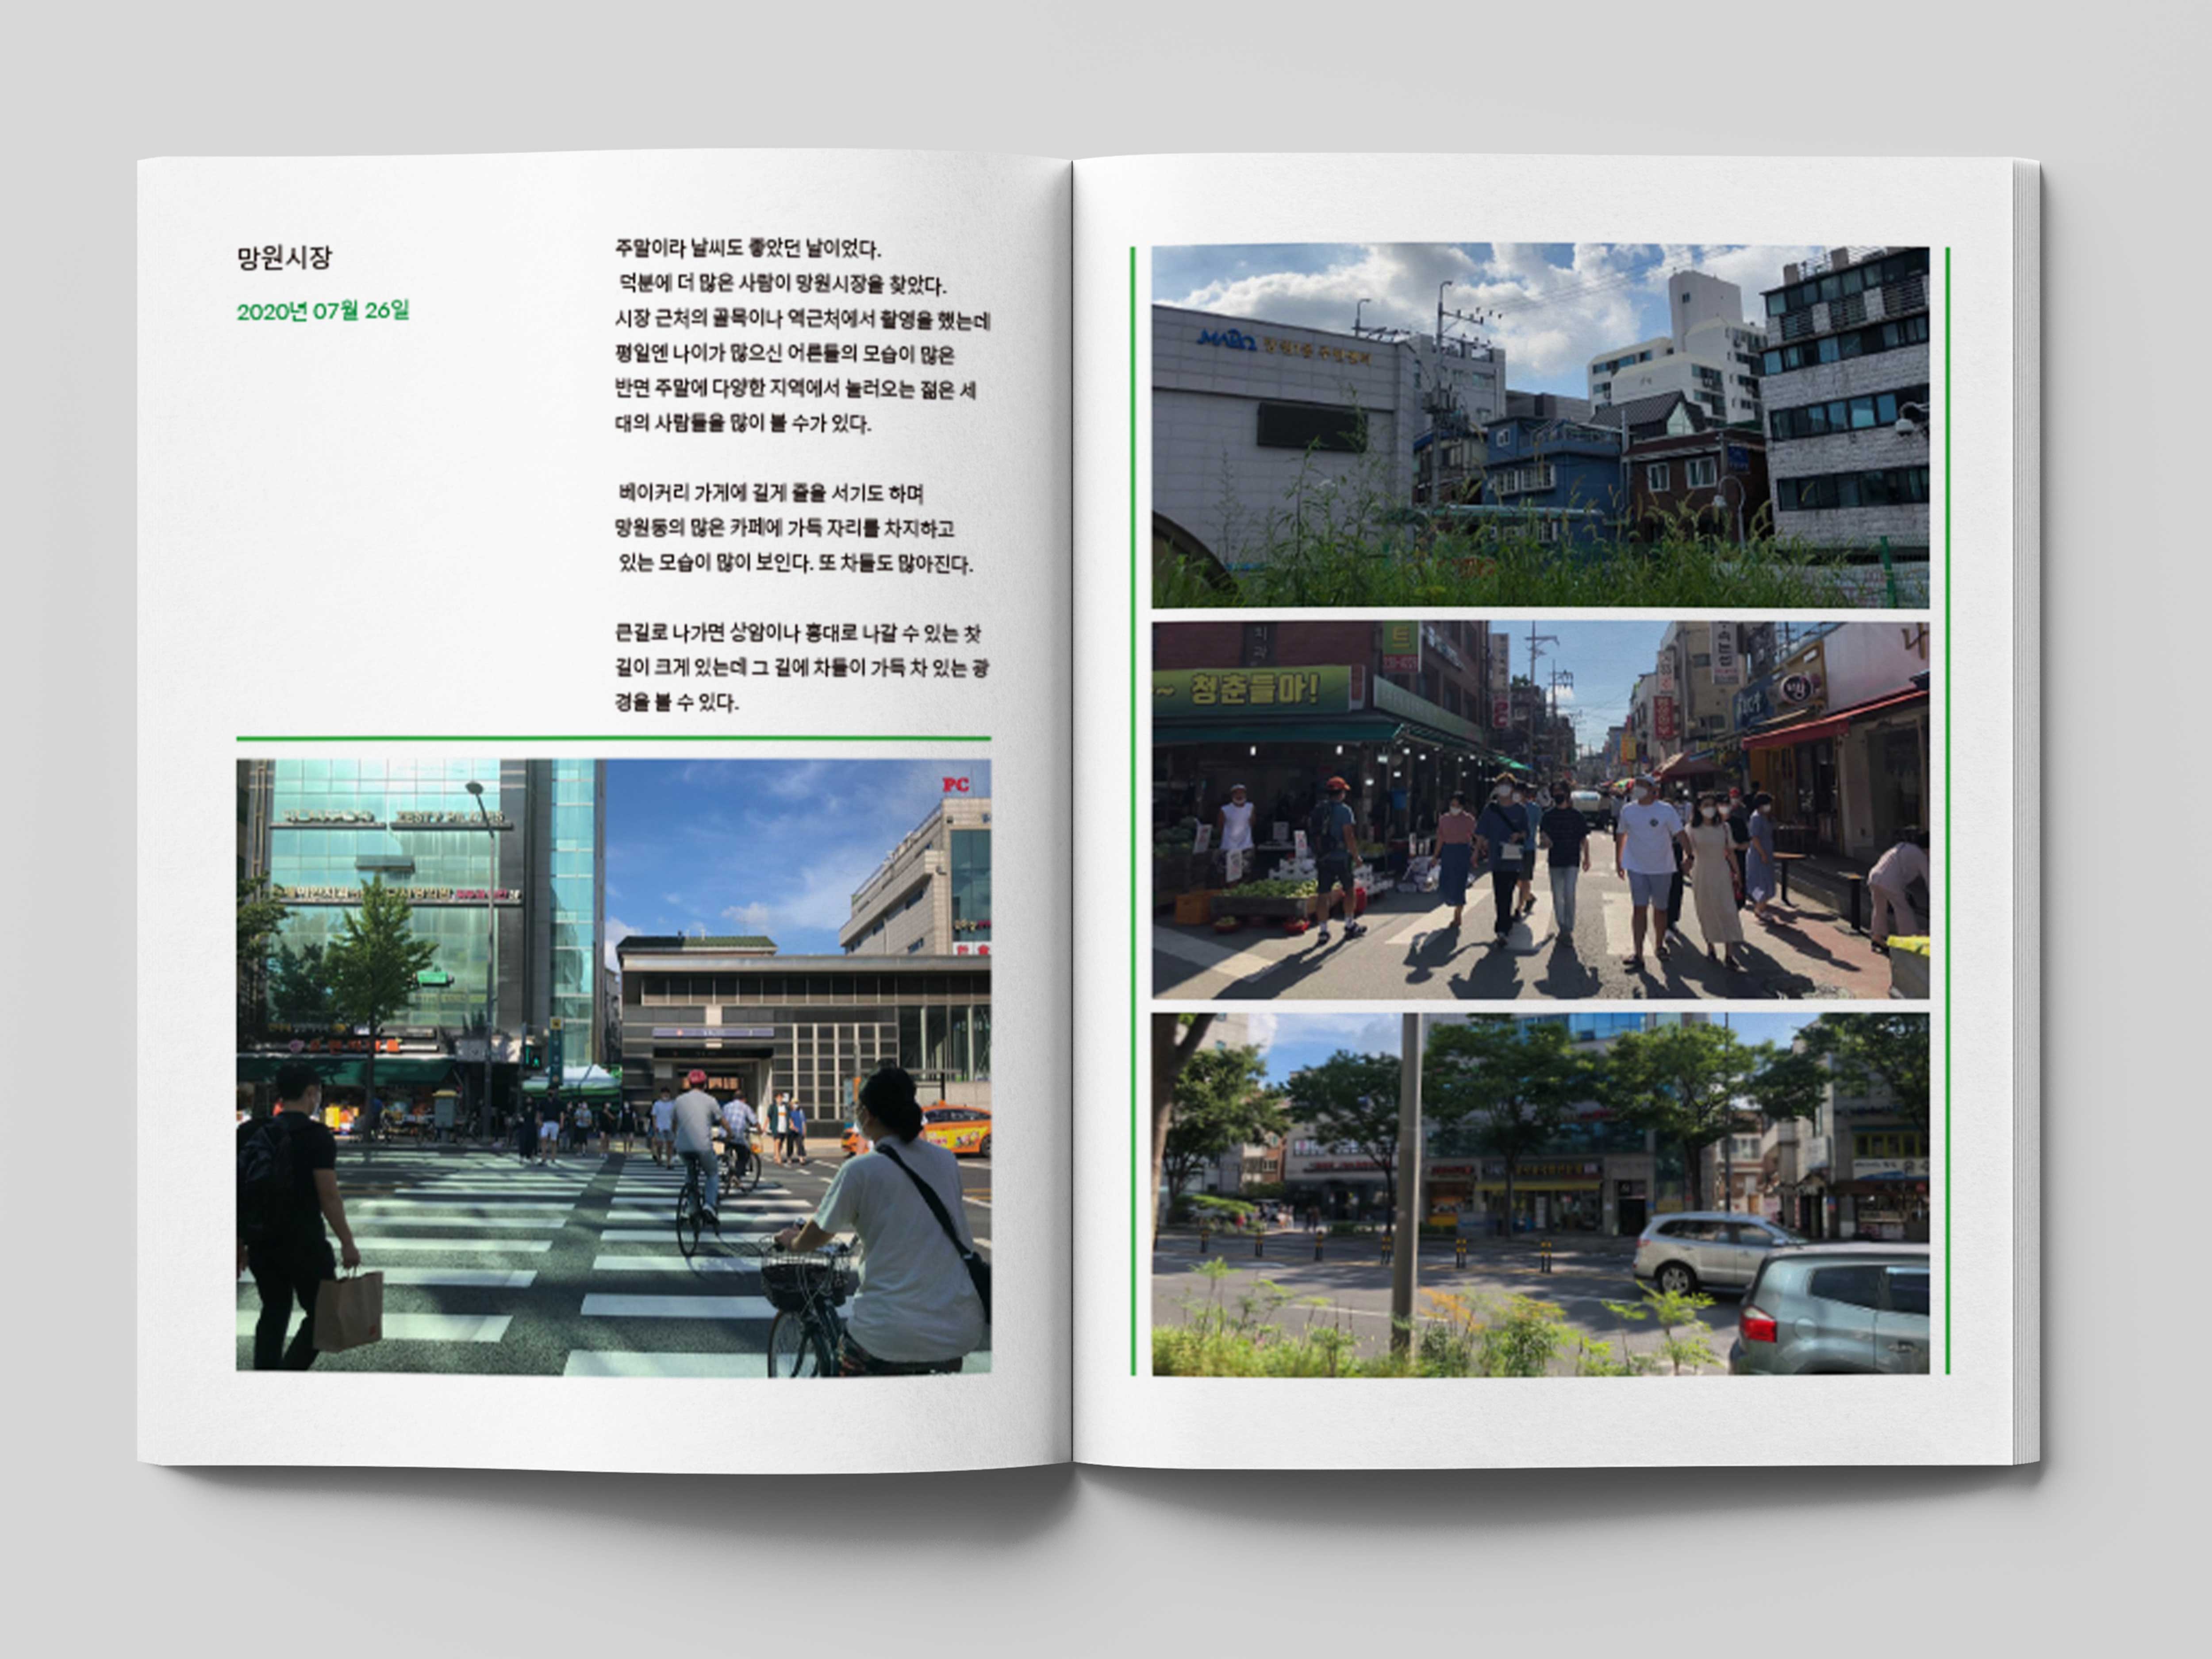 망원시장
2020년 07월 26일
주말이라 날씨도 좋았던 날이었다.
덕분에 더 많은 사람이 망원시장을 찾았다.
시장 근처의 골목이나 역근처에서 촬영을 했는데
평일엔 나이가 많으신 어른들의 모습이 많은
반면 주말에 다양한 지역에서 놀러오는 젊은 세
대의 사람들을 많이 볼 수가 있다.
베이커리 가게에 길게 줄을 서기도 하며
망원동의 많은 카페에 가득 자리를 차지하고
있는 모습이 많이 보인다. 또 차들도 많아진다.
큰길로 나가면 상암이나 홍대로 나갈 수 있는 찻
길이 크게 있는데 그 길에 차들이 가득 차 있는 광
경을 볼 수 있다.
PC
MAPO 망원1동 주민센터
트
~ 청춘들마!